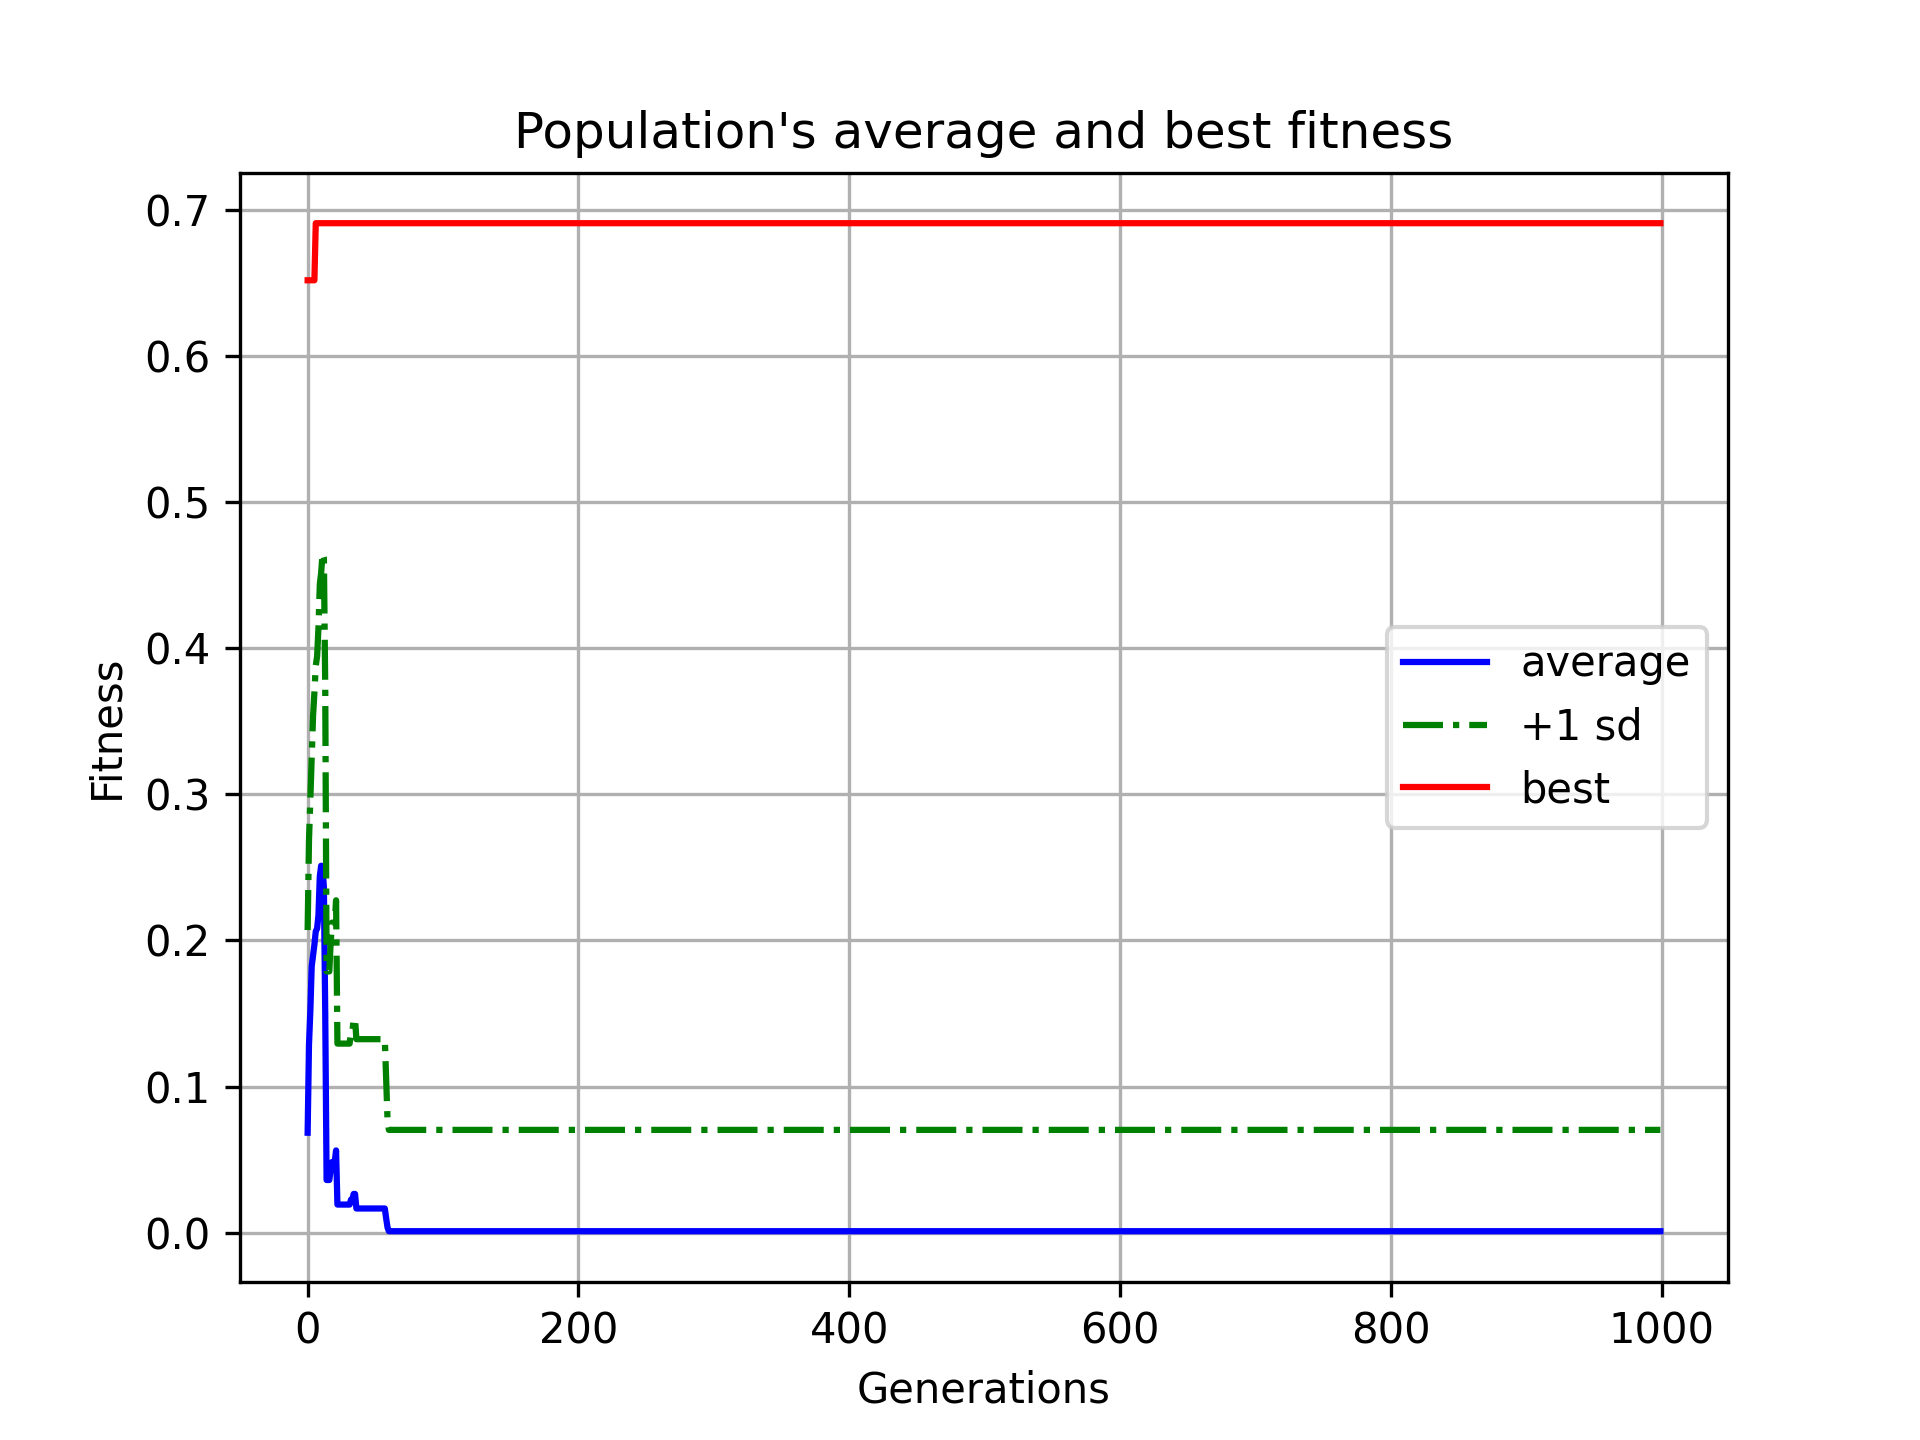 Population's average and best fitness
0.7
0.6
0.5
0.4
0.3
0.2
0.1
0.0
Fitness
average
+1 sd
best
0 200 400 600 800 1000
Generations